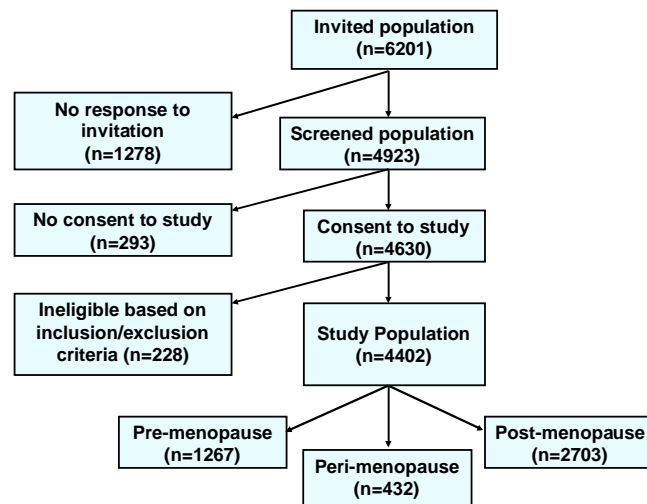 Invited population
(n=6201)
No response to
invitation
(n=1278)
Screened population
(n=4923)
No consent to study
(n=293)
Consent to study
(n=4630)
Ineligible based on
inclusion/exclusion
criteria (n=228)
Study Population
(n=4402)
Pre-menopause
(n=1267)
Peri-menopause
(n=432)
Post-menopause
(n=2703)